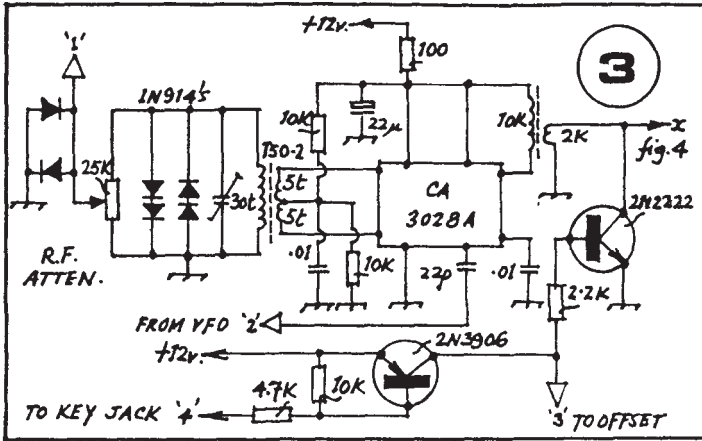 +12v.
100
3
'1'
IN914's
10K
22µ
10K
2K
x
fig.4
25K
T50-2
5t
5t
30t
CA
3028A
2N2222
R.F.
ATTEN.
.01
10K
22p
.01
2.2K
FROM VFO '2'
+12v.
2N3906
10K
4.7K
TO KEY JACK '4'
'3' TO OFFSET